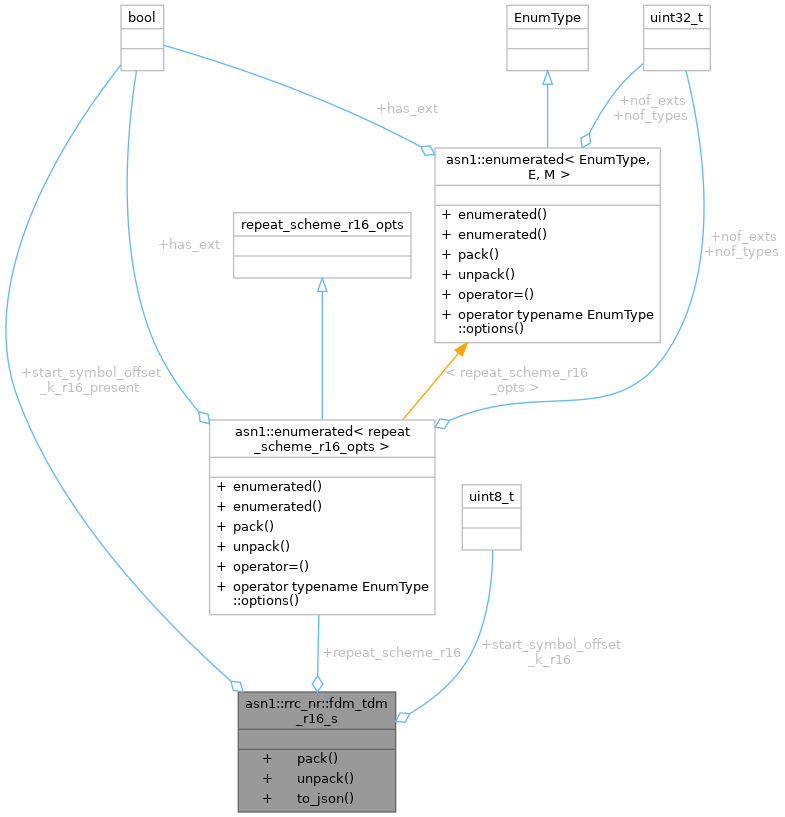 bool
EnumType
uint32_t
+has_ext
+nof_exts
+nof_types
asn1::enumerated< EnumType,
E, M >
+ enumerated()
+ enumerated()
+ pack()
+ unpack()
+ operator=()
+ operator typename EnumType
::options()
repeat_scheme_r16_opts
+has_ext
+nof_exts
+nof_types
+start_symbol_offset
_k_r16_present
< repeat_scheme_r16
_opts >
asn1::enumerated< repeat
_scheme_r16_opts >
+ enumerated()
+ enumerated()
+ pack()
+ unpack()
+ operator=()
+ operator typename EnumType
::options()
uint8_t
+repeat_scheme_r16
+start_symbol_offset
_k_r16
asn1::rrc_nr::fdm_tdm
_r16_s
+ pack()
+ unpack()
+ to_json()